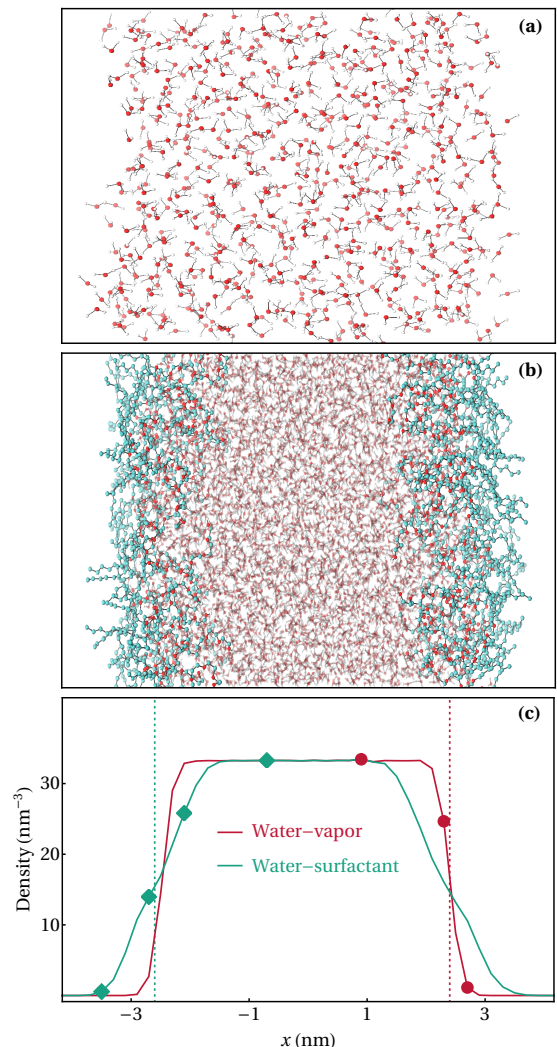 (a)
(b)
(c)
30
20
10
Density (nm⁻³)
Water–vapor
Water–surfactant
−3
−1
1
3
x (nm)